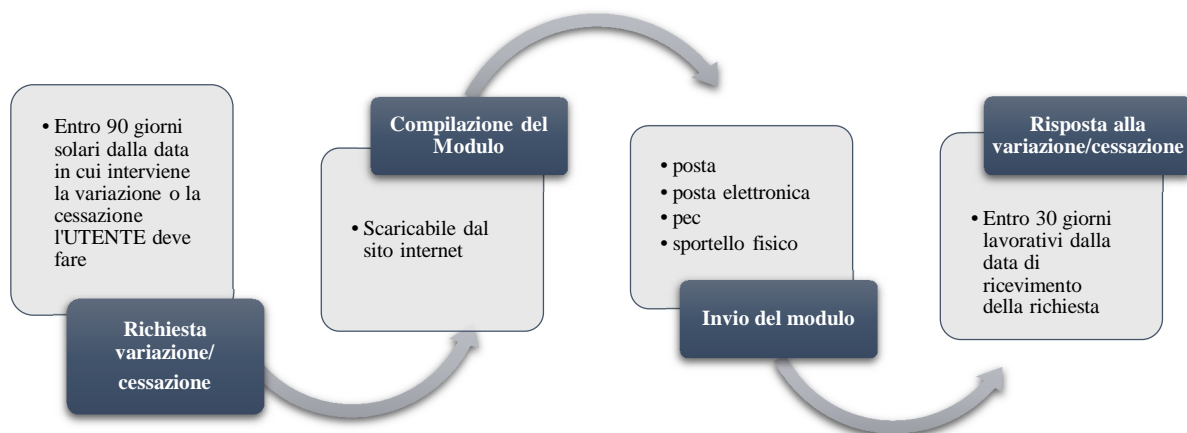 • Entro 90 giorni
solari dalla data
in cui interviene
la variazione o la
cessazione
l'UTENTE deve
fare
Richiesta
variazione/
cessazione
Compilazione del
Modulo
• Scaricabile dal
sito internet
• posta
• posta elettronica
• pec
• sportello fisico
Invio del modulo
Risposta alla
variazione/cessazione
• Entro 30 giorni
lavorativi dalla
data di
ricevimento
della richiesta